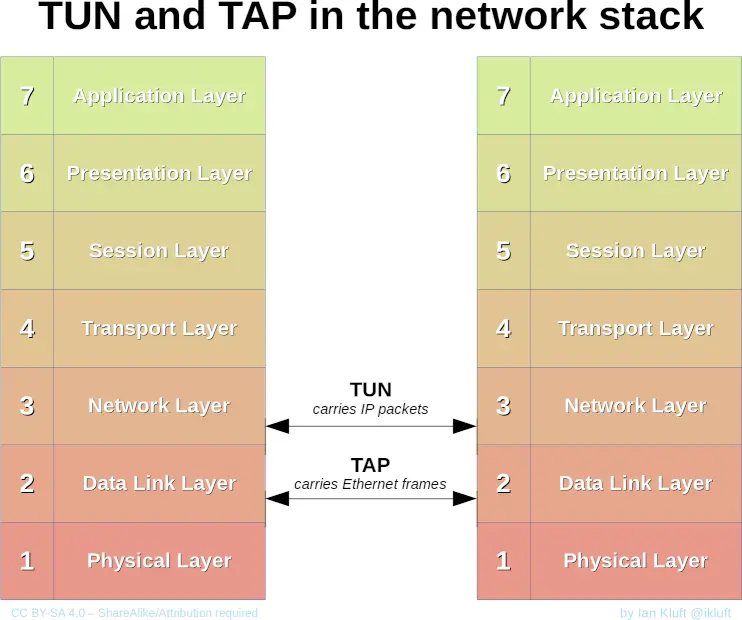 TUN and TAP in the network stack
7 Application Layer
6 Presentation Layer
5 Session Layer
4 Transport Layer
3 Network Layer
2 Data Link Layer
1 Physical Layer
TUN
carries IP packets
TAP
carries Ethernet frames
7 Application Layer
6 Presentation Layer
5 Session Layer
4 Transport Layer
3 Network Layer
2 Data Link Layer
1 Physical Layer
CC BY-SA 4.0 – ShareAlike/Attribution required
by Ian Kluft @ikluft